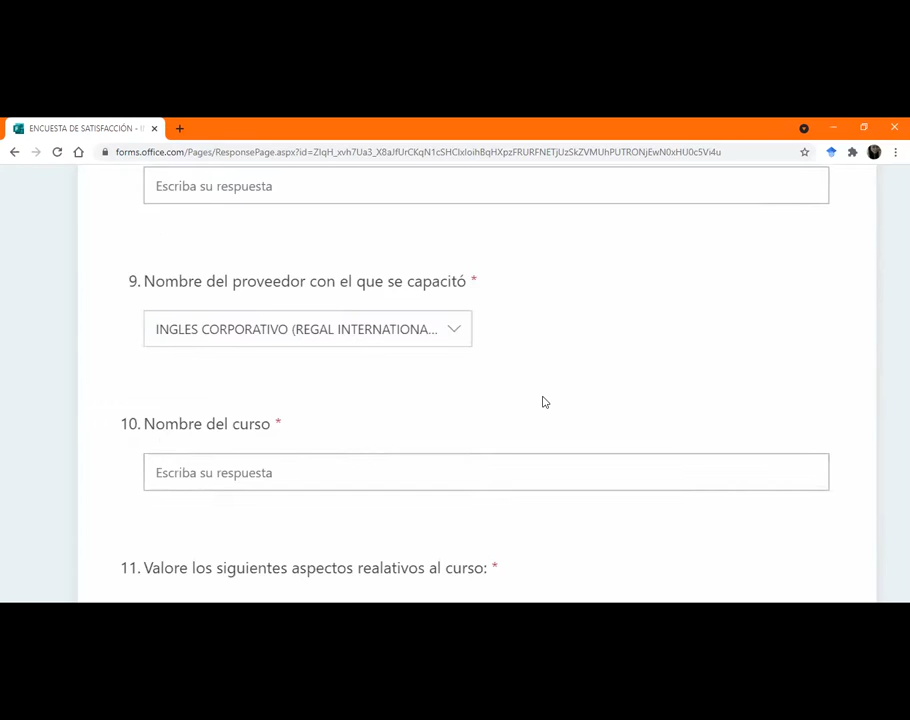 ENCUESTA DE SATISFACCIÓN - I
forms.office.com/Pages/ResponsePage.aspx?id=ZIqH_xvh7Ua3_X8aJfUrCKqN1cSHClxloihBqHXpzFRURFNETjUzSkZVMUhPUTRONjEwN0xHU0c5Vi4u
Escriba su respuesta
9. Nombre del proveedor con el que se capacitó *
INGLES CORPORATIVO (REGAL INTERNATIONA...
10. Nombre del curso *
Escriba su respuesta
11. Valore los siguientes aspectos realativos al curso: *